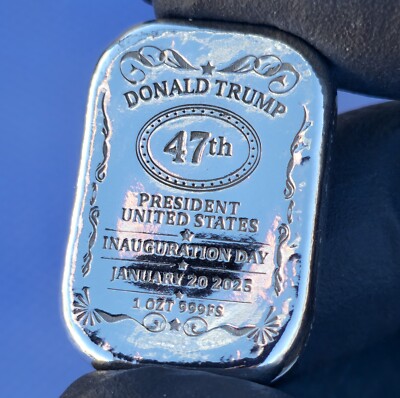 DONALD TRUMP
47th
PRESIDENT
UNITED STATES
INAUGURATION DAY
JANUARY 20 2025
1 OZT 999FS